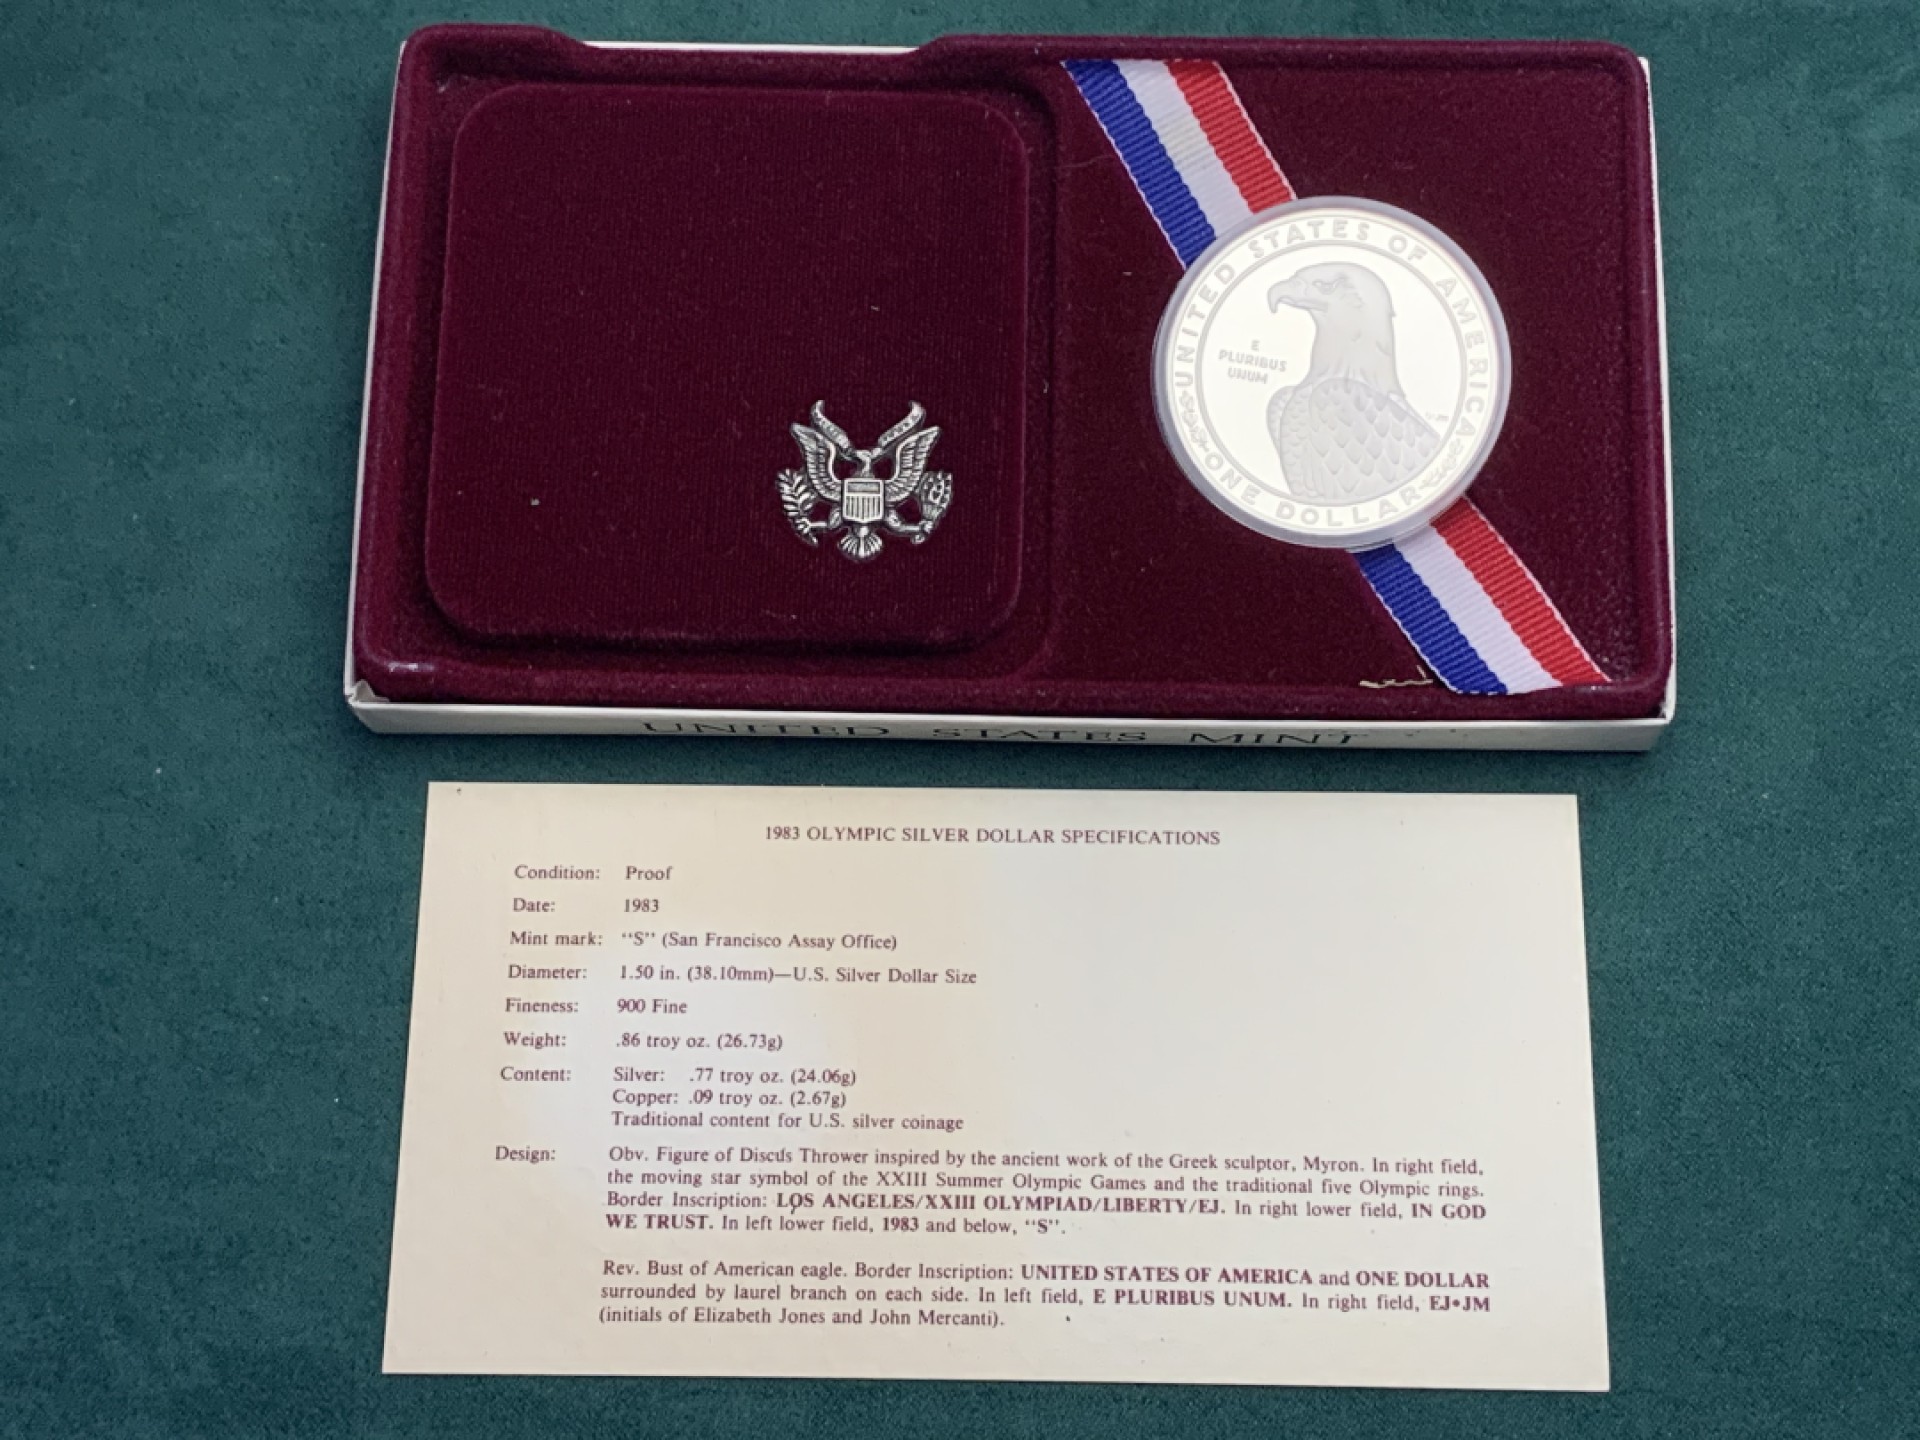 UNITED STATES OF AMERICA
E
PLURIBUS
UNUM
ONE DOLLAR
UNITED STATES MINT
1983 OLYMPIC SILVER DOLLAR SPECIFICATIONS
Condition: Proof
Date: 1983
Mint mark: "S" (San Francisco Assay Office)
Diameter: 1.50 in. (38.10mm)—U.S. Silver Dollar Size
Fineness: 900 Fine
Weight: .86 troy oz. (26.73g)
Content: Silver: .77 troy oz. (24.06g)
Copper: .09 troy oz. (2.67g)
Traditional content for U.S. silver coinage
Design: Obv. Figure of Discus Thrower inspired by the ancient work of the Greek sculptor, Myron. In right field,
the moving star symbol of the XXIII Summer Olympic Games and the traditional five Olympic rings.
Border Inscription: LOS ANGELES/XXIII OLYMPIAD/LIBERTY/EJ. In right lower field, IN GOD
WE TRUST. In left lower field, 1983 and below, "S".
Rev. Bust of American eagle. Border Inscription: UNITED STATES OF AMERICA and ONE DOLLAR
surrounded by laurel branch on each side. In left field, E PLURIBUS UNUM. In right field, EJ•JM
(initials of Elizabeth Jones and John Mercanti).